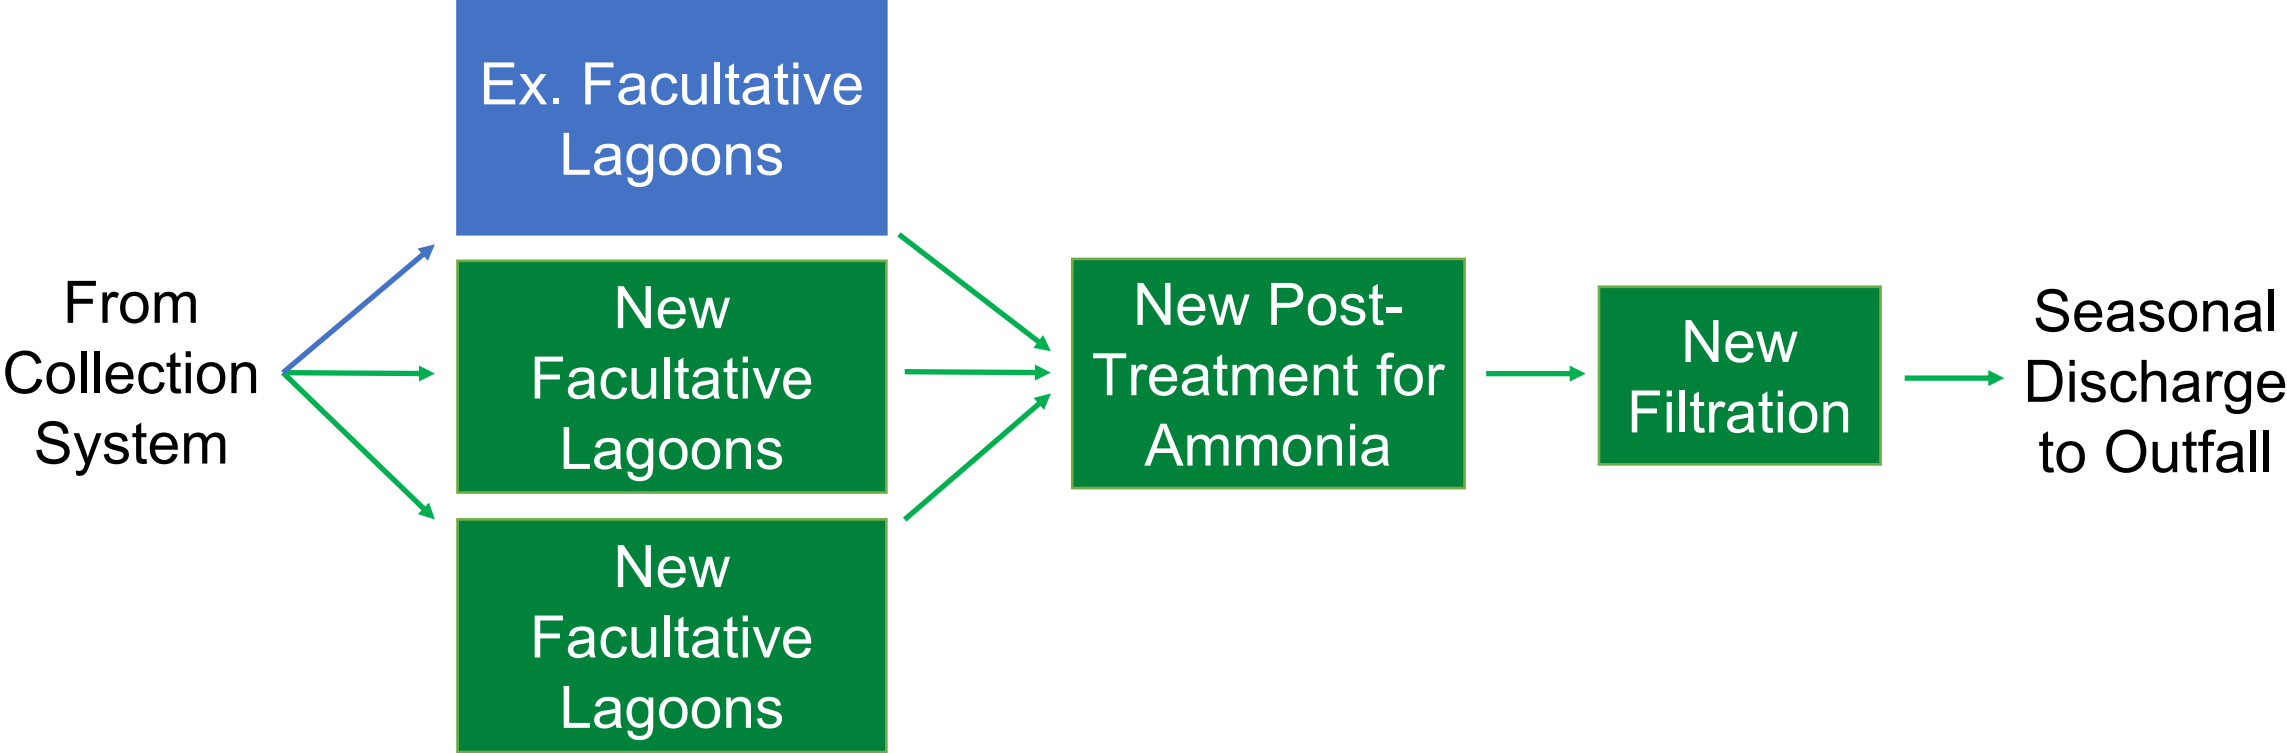 From
Collection
System
Ex. Facultative
Lagoons
New
Facultative
Lagoons
New
Facultative
Lagoons
New Post-
Treatment for
Ammonia
New
Filtration
Seasonal
Discharge
to Outfall